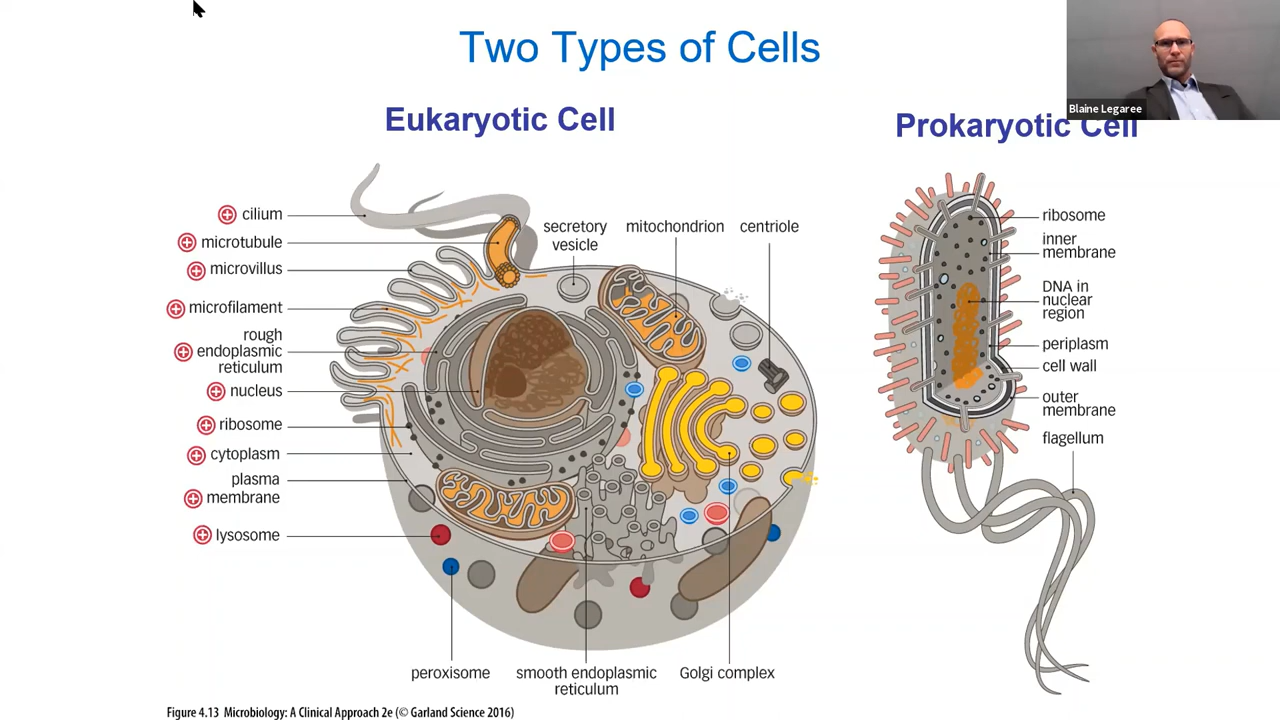 Two Types of Cells
Blaine Legaree
Eukaryotic Cell
Prokaryotic Cell
cilium
microtubule
microvillus
microfilament
rough
endoplasmic
reticulum
nucleus
ribosome
cytoplasm
plasma
membrane
lysosome
secretory
vesicle
mitochondrion
centriole
peroxisome
smooth endoplasmic
reticulum
Golgi complex
ribosome
inner
membrane
DNA in
nuclear
region
periplasm
cell wall
outer
membrane
flagellum
Figure 4.13 Microbiology: A Clinical Approach 2e (© Garland Science 2016)